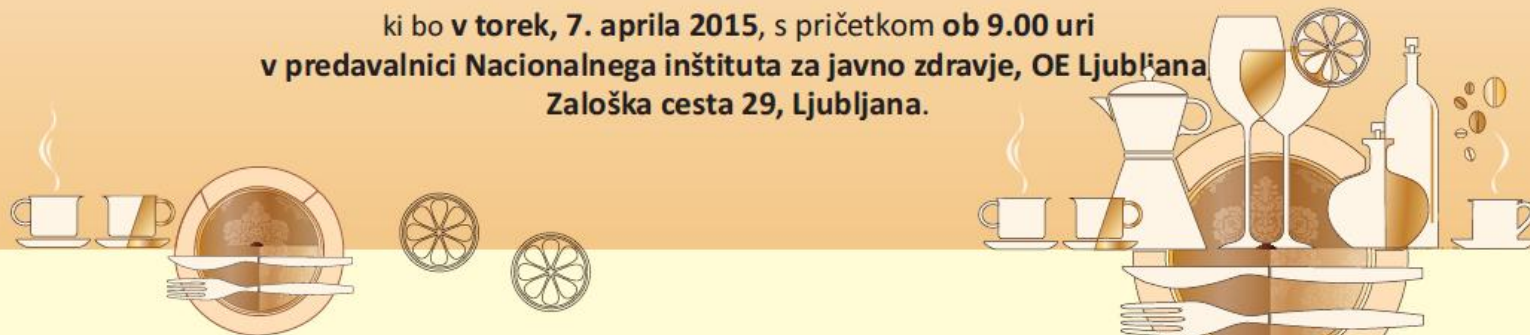 ki bo v torek, 7. aprila 2015, s pričetkom ob 9.00 uri
v predavalnici Nacionalnega inštituta za javno zdravje, OE Ljubljana,
Zaloška cesta 29, Ljubljana.